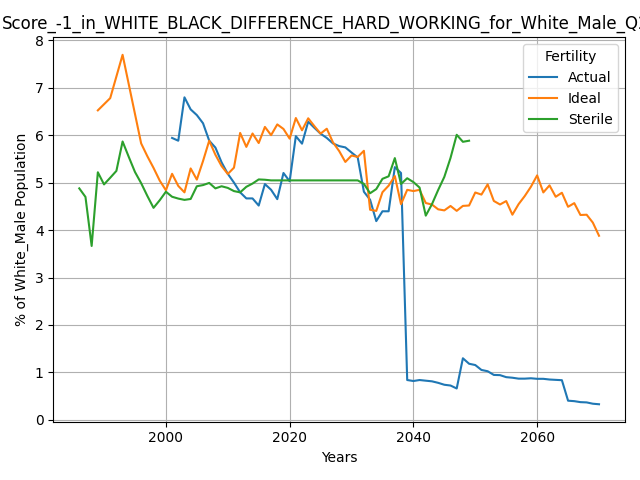 Score_-1_in_WHITE_BLACK_DIFFERENCE_HARD_WORKING_for_White_Male_Q
8
7
6
5
4
3
2
1
0
% of White_Male Population
Fertility
Actual
Ideal
Sterile
2000
2020
2040
2060
Years